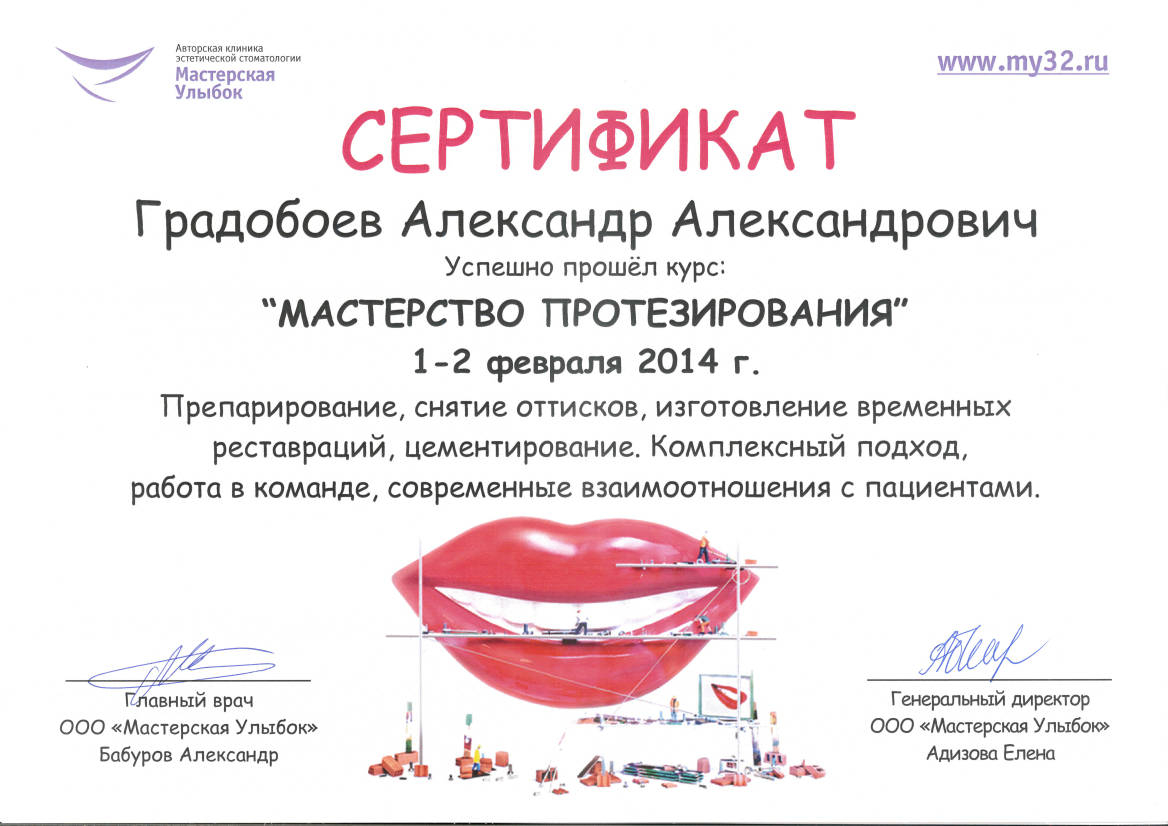 Авторская клиника
эстетической стоматологии
Мастерская
Улыбок
www.my32.ru
СЕРТИФИКАТ
Градобоев Александр Александрович
Успешно прошёл курс:
“МАСТЕРСТВО ПРОТЕЗИРОВАНИЯ”
1-2 февраля 2014 г.
Препарирование, снятие оттисков, изготовление временных
реставраций, цементирование. Комплексный подход,
работа в команде, современные взаимоотношения с пациентами.
Главный врач
ООО «Мастерская Улыбок»
Бабуров Александр
Генеральный директор
ООО «Мастерская Улыбок»
Адизова Елена